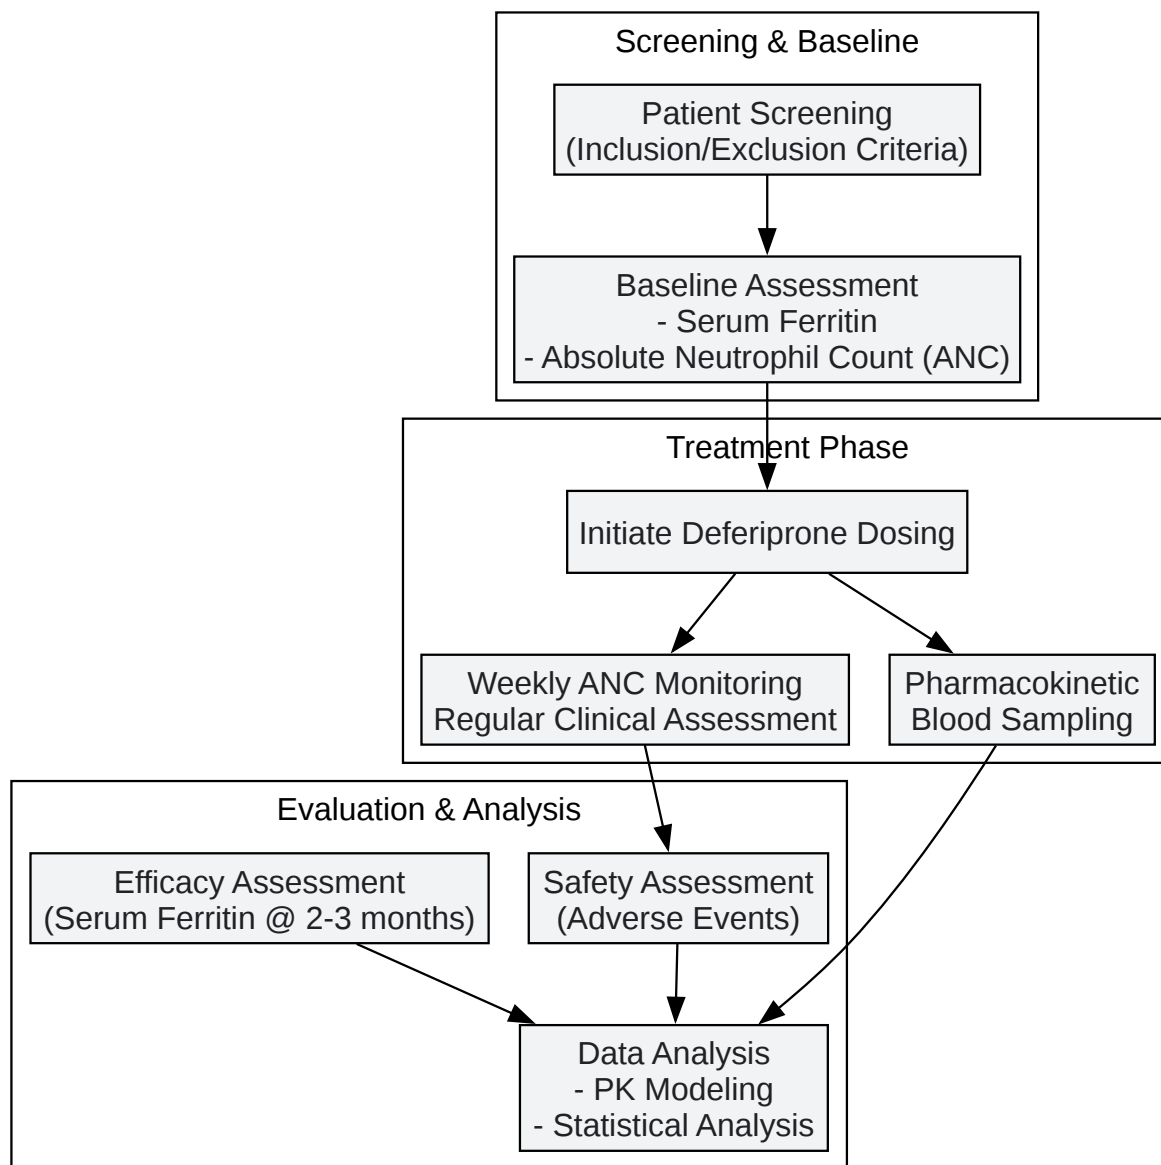 Screening & Baseline
Patient Screening
(Inclusion/Exclusion Criteria)
Baseline Assessment
- Serum Ferritin
- Absolute Neutrophil Count (ANC)
Treatment Phase
Initiate Deferiprone Dosing
Weekly ANC Monitoring
Regular Clinical Assessment
Pharmacokinetic
Blood Sampling
Evaluation & Analysis
Efficacy Assessment
(Serum Ferritin @ 2-3 months)
Safety Assessment
(Adverse Events)
Data Analysis
- PK Modeling
- Statistical Analysis